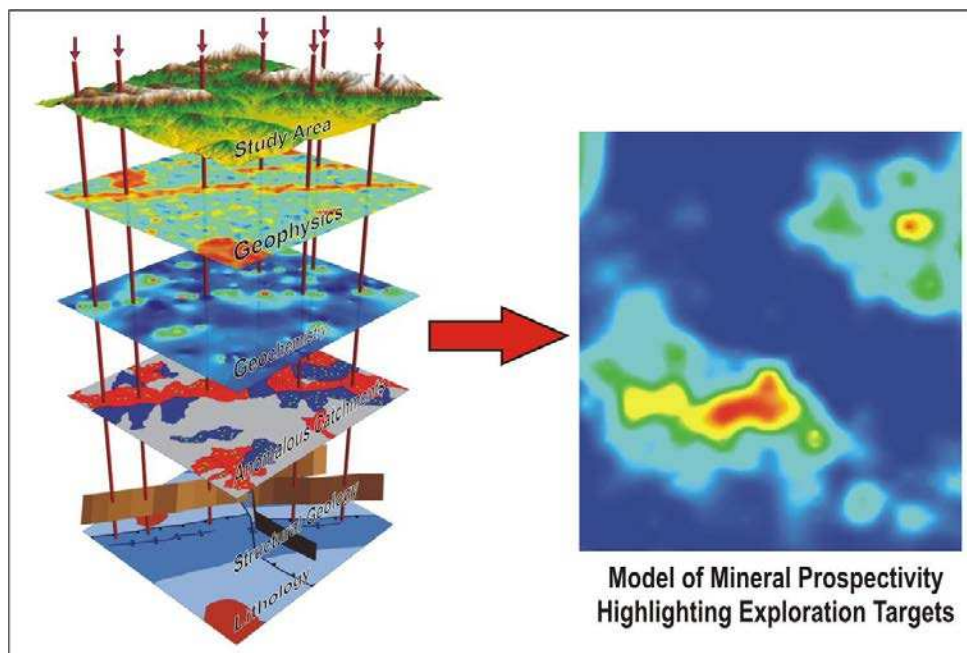 Study Area
Geophysics
Geochemistry
Anomalous Catchments
Structural Geology
Lithology
Model of Mineral Prospectivity
Highlighting Exploration Targets